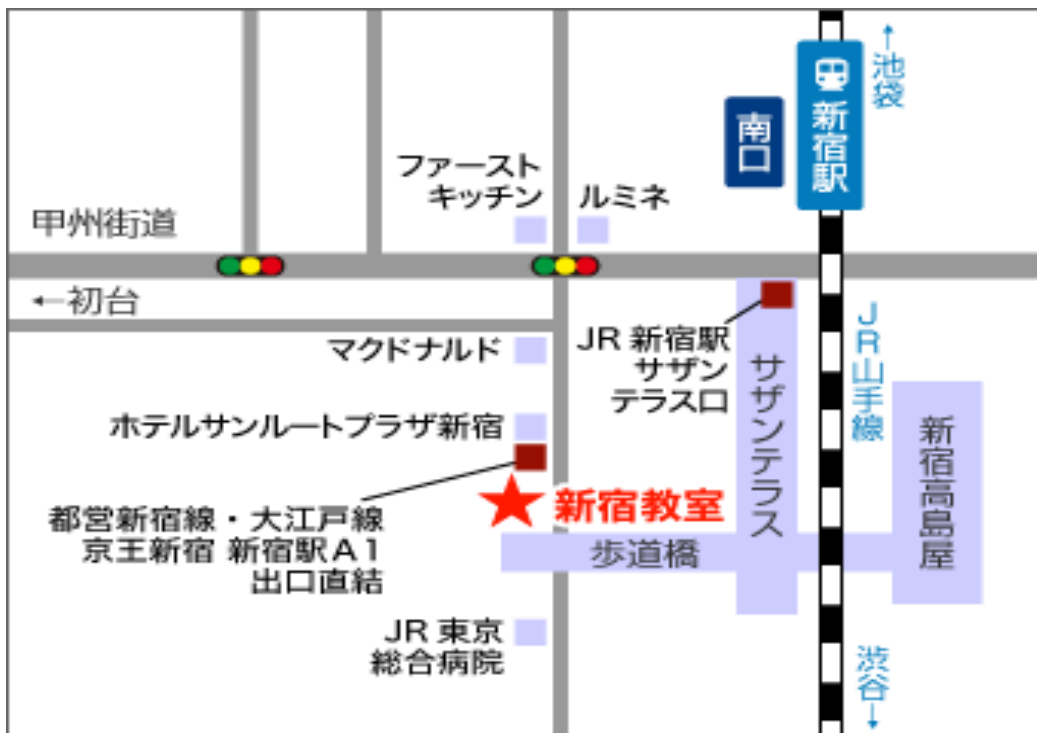 ↑池袋
新宿駅
南口
ファースト
キッチン
ルミネ
甲州街道
←初台
マクドナルド
JR 新宿駅
サザン
テラス口
サザンテラス
JR山手線
新宿高島屋
ホテルサンルートプラザ新宿
新宿教室
都営新宿線・大江戸線
京王新宿 新宿駅A1
出口直結
歩道橋
JR 東京
総合病院
渋谷↓